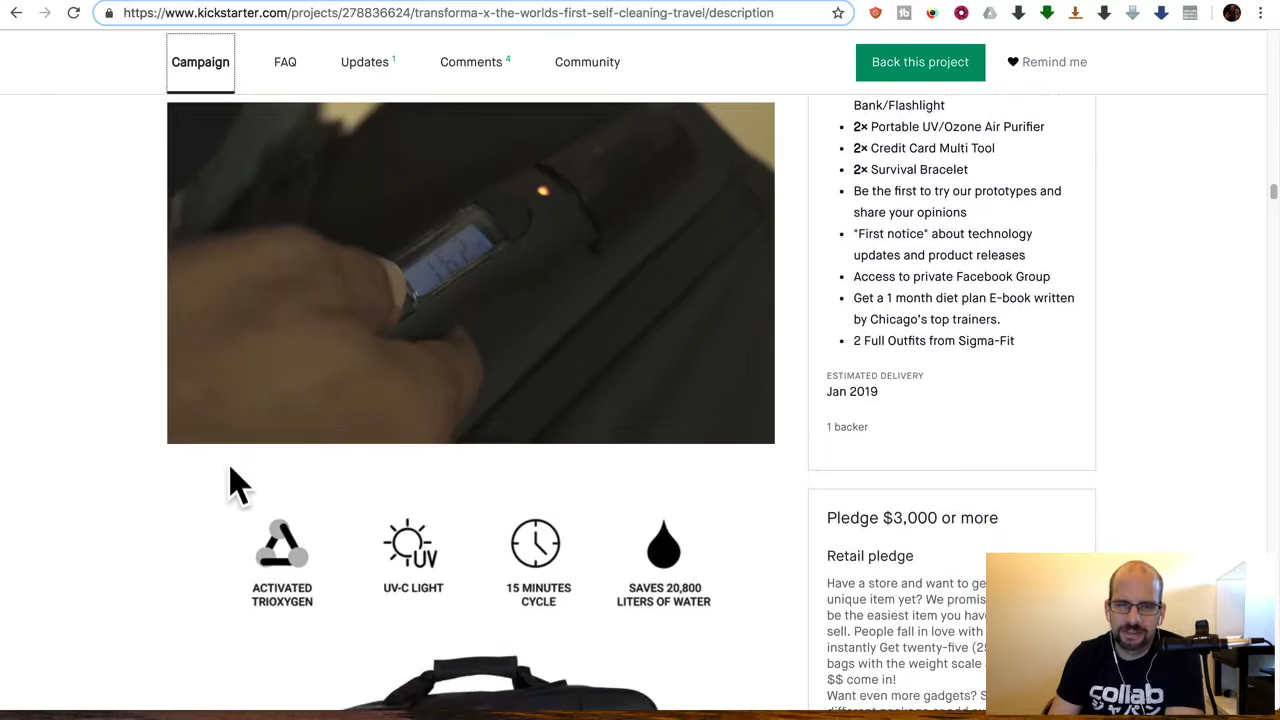 https://www.kickstarter.com/projects/278836624/transforma-x-the-worlds-first-self-cleaning-travel/description
Campaign
FAQ
Updates 1
Comments 4
Community
Back this project
Remind me
Bank/Flashlight
2× Portable UV/Ozone Air Purifier
2× Credit Card Multi Tool
2× Survival Bracelet
Be the first to try our prototypes and
share your opinions
"First notice" about technology
updates and product releases
Access to private Facebook Group
Get a 1 month diet plan E-book written
by Chicago's top trainers.
2 Full Outfits from Sigma-Fit
ESTIMATED DELIVERY
Jan 2019
1 backer
UV
ACTIVATED
TRIOXYGEN
UV-C LIGHT
15 MINUTES
CYCLE
SAVES 20,800
LITERS OF WATER
Pledge $3,000 or more
Retail pledge
Have a store and want to ge
unique item yet? We promis
be the easiest item you have
sell. People fall in love with
instantly Get twenty-five (25
bags with the weight scale
$$ come in!
Want even more gadgets? S
collab
ジャパン